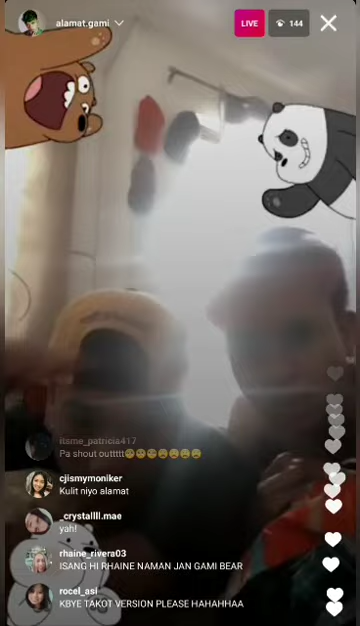 alamat.gami
LIVE
144
itsme_patricia417
Pa shout outtttt🥺🥺🥺😩😩😩😩
cjismymoniker
Kulit niyo alamat
_crystallll.mae
yah!
rhaine_rivera03
ISANG HI RHAINE NAMAN JAN GAMI BEAR
rocel_asi
KBYE TAKOT VERSION PLEASE HAHAHHAA